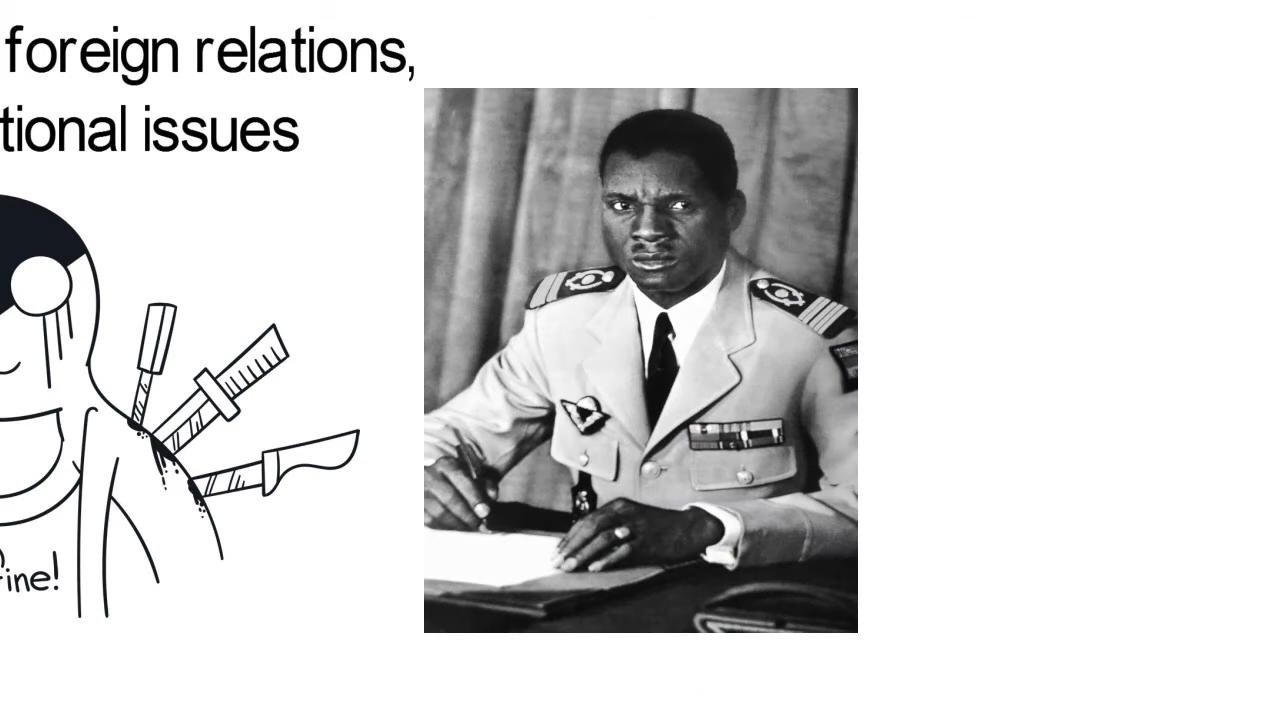 foreign relations,
tional issues
fine!